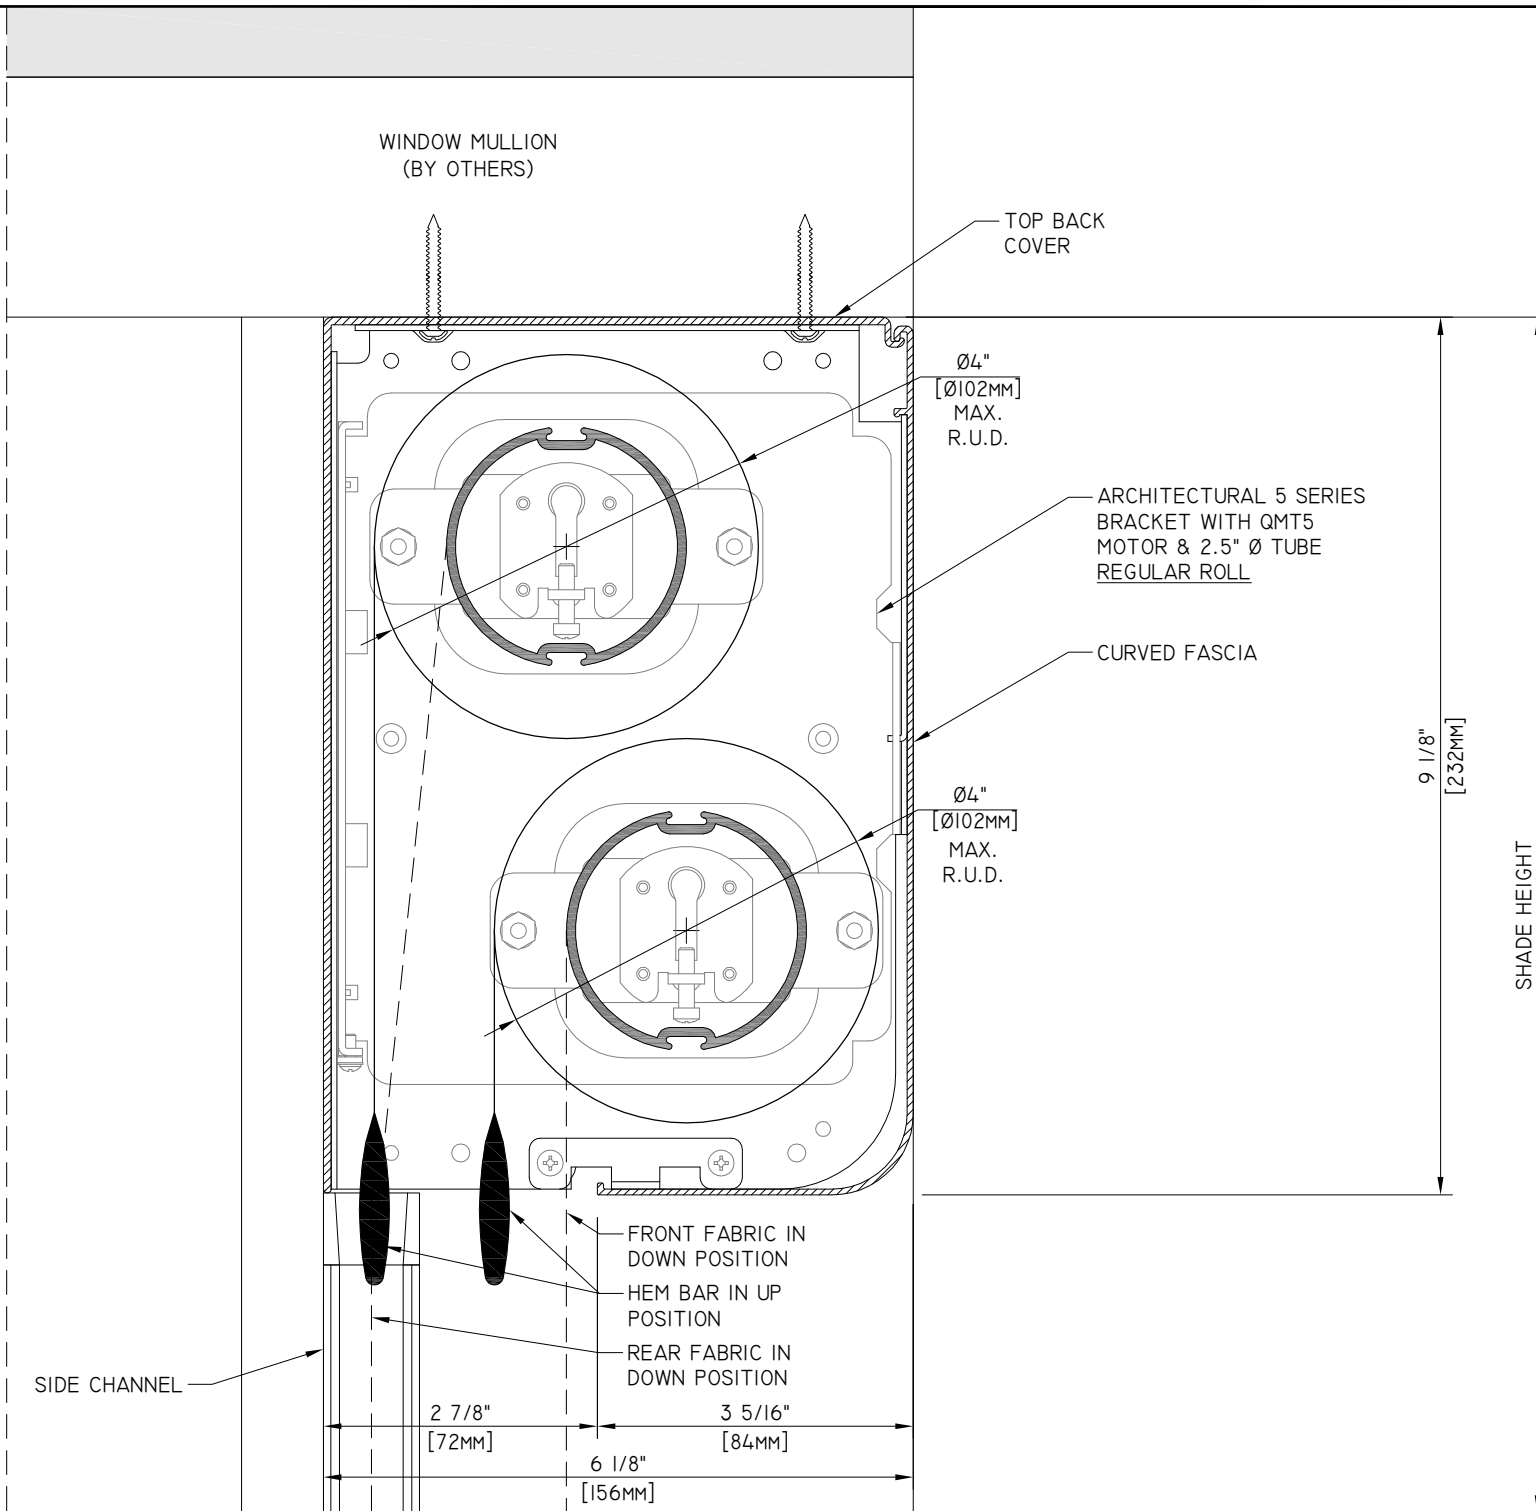 WINDOW MULLION
(BY OTHERS)
TOP BACK
COVER
Ø4"
[Ø102MM]
MAX.
R.U.D.
ARCHITECTURAL 5 SERIES
BRACKET WITH QMT5
MOTOR & 2.5" Ø TUBE
REGULAR ROLL
CURVED FASCIA
9 1/8"
[232MM]
Ø4"
[Ø102MM]
MAX.
R.U.D.
SHADE HEIGHT
FRONT FABRIC IN
DOWN POSITION
HEM BAR IN UP
POSITION
REAR FABRIC IN
DOWN POSITION
SIDE CHANNEL
2 7/8"
[72MM]
3 5/16"
[84MM]
6 1/8"
[156MM]